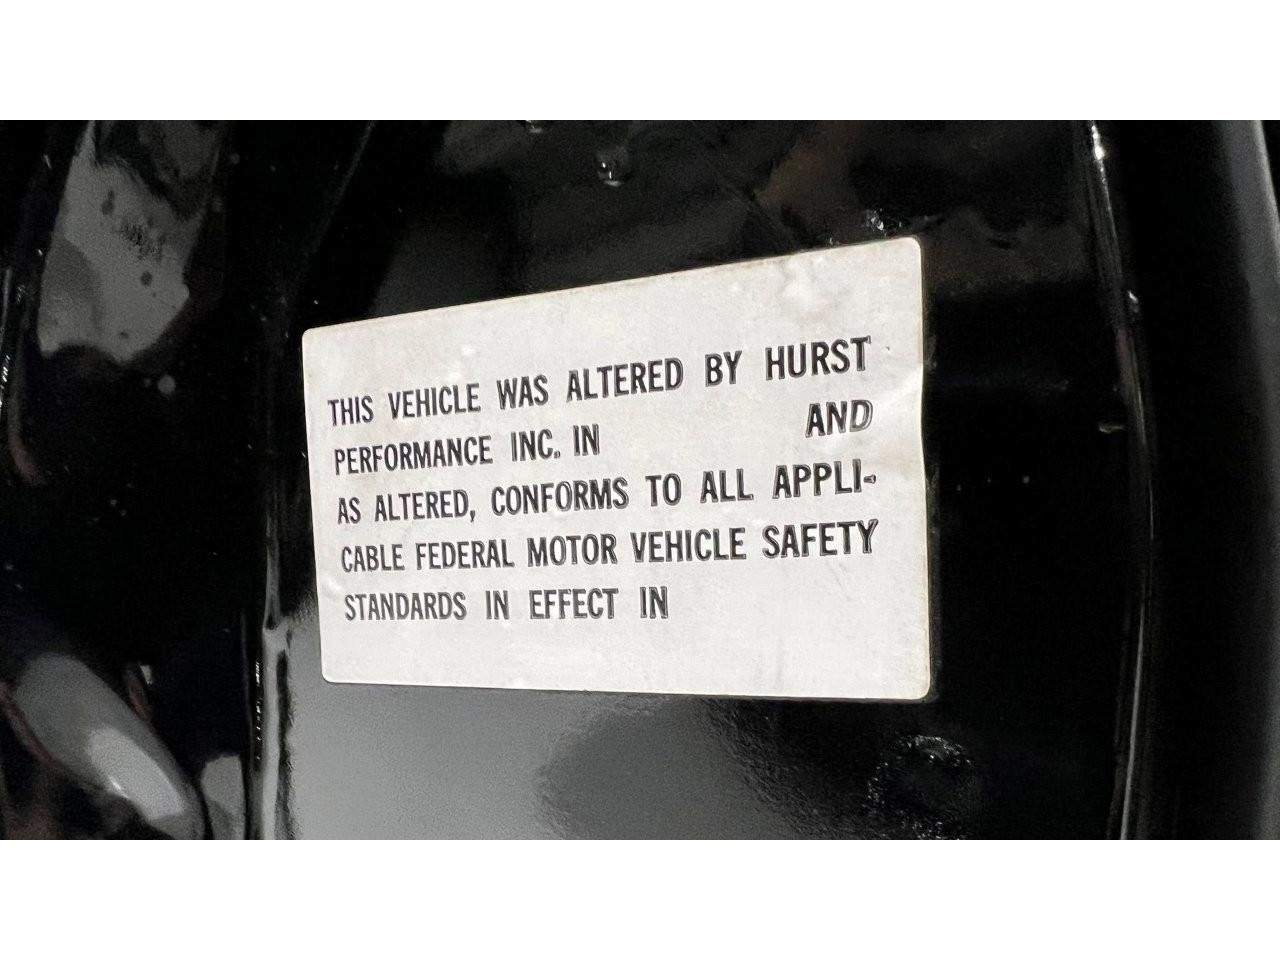 THIS VEHICLE WAS ALTERED BY HURST
PERFORMANCE INC. IN AND
AS ALTERED, CONFORMS TO ALL APPLI-
CABLE FEDERAL MOTOR VEHICLE SAFETY
STANDARDS IN EFFECT IN